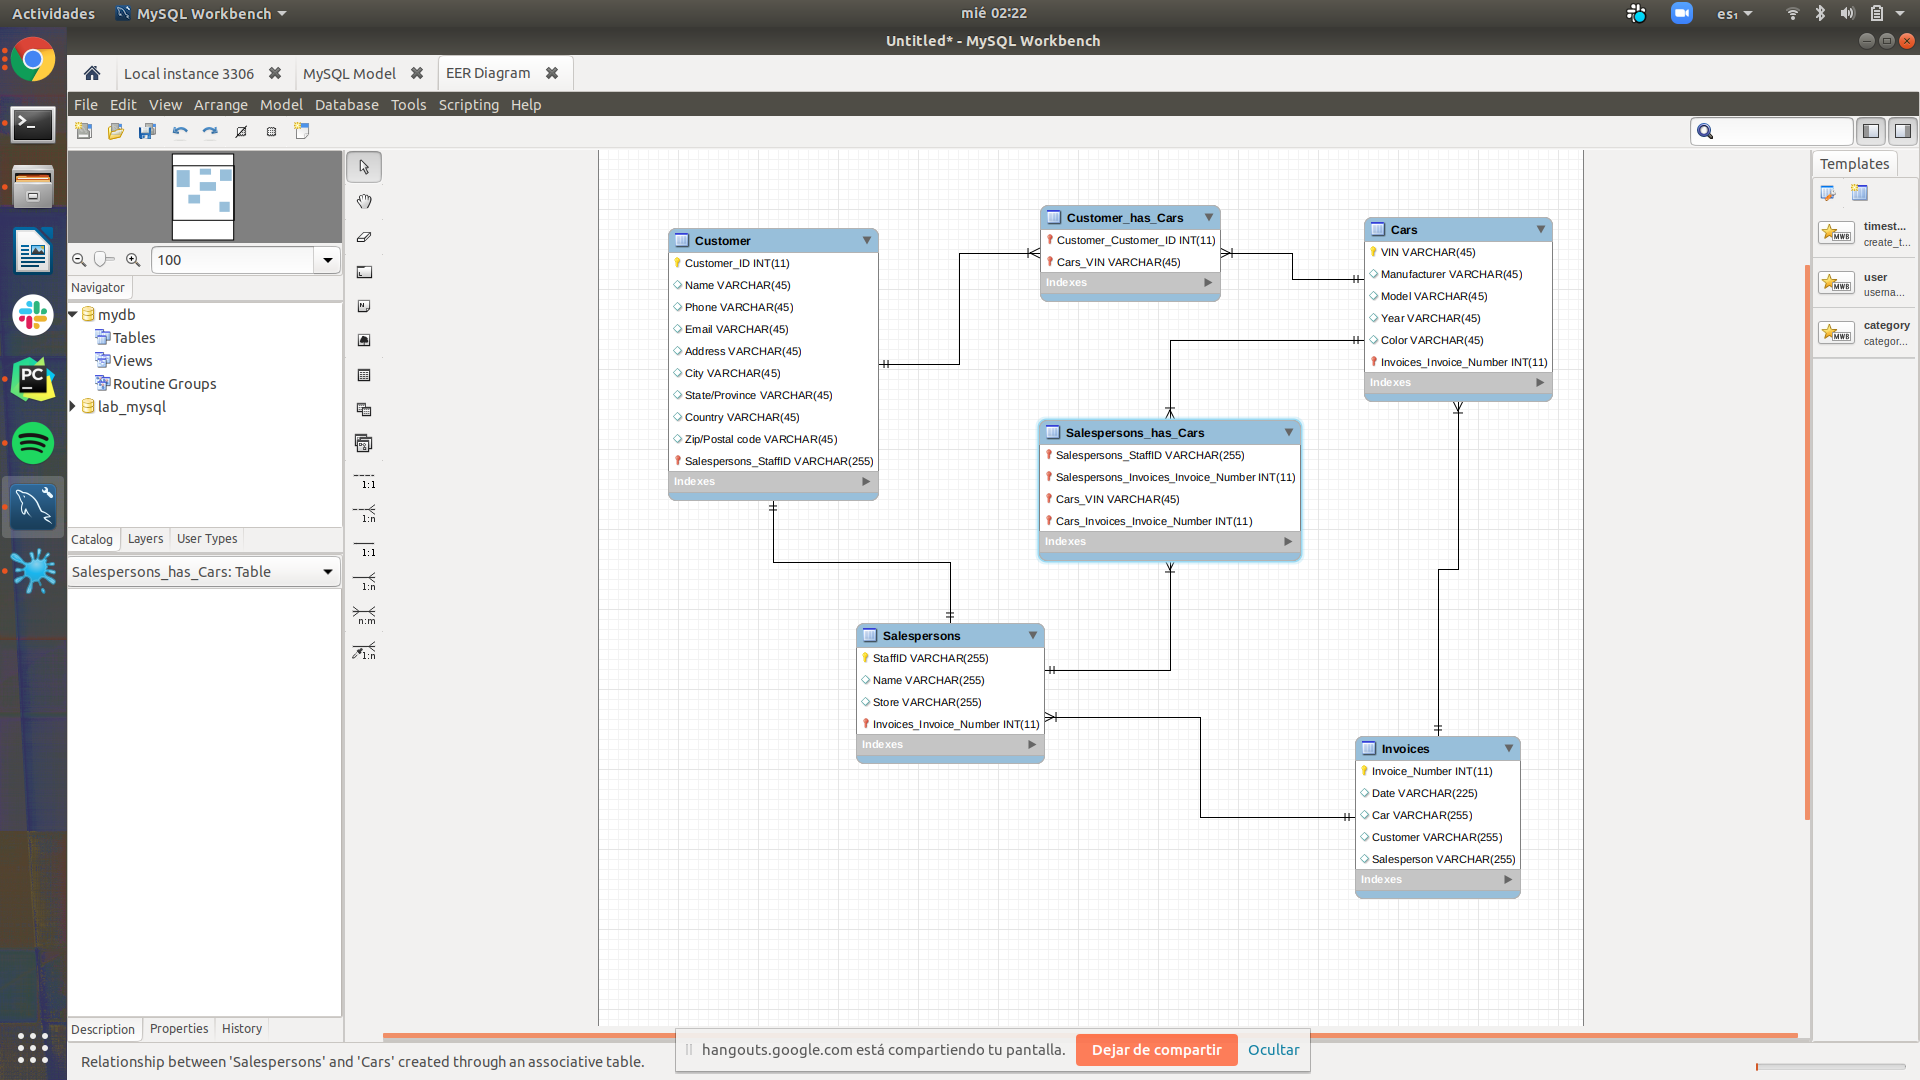 Actividades
MySQL Workbench
mié 02:22
es₁
Untitled* - MySQL Workbench
Local instance 3306
MySQL Model
EER Diagram
File Edit View Arrange Model Database Tools Scripting Help
100
Navigator
mydb
Tables
Views
Routine Groups
lab_mysql
Catalog Layers User Types
Salespersons_has_Cars: Table
Description Properties History
Relationship between 'Salespersons' and 'Cars' created through an associative table.
1:1
1:n
1:1
1:n
n:m
1:n
Customer
Customer_ID INT(11)
Name VARCHAR(45)
Phone VARCHAR(45)
Email VARCHAR(45)
Address VARCHAR(45)
City VARCHAR(45)
State/Province VARCHAR(45)
Country VARCHAR(45)
Zip/Postal code VARCHAR(45)
Salespersons_StaffID VARCHAR(255)
Indexes
Customer_has_Cars
Customer_Customer_ID INT(11)
Cars_VIN VARCHAR(45)
Indexes
Cars
VIN VARCHAR(45)
Manufacturer VARCHAR(45)
Model VARCHAR(45)
Year VARCHAR(45)
Color VARCHAR(45)
Invoices_Invoice_Number INT(11)
Indexes
Salespersons_has_Cars
Salespersons_StaffID VARCHAR(255)
Salespersons_Invoices_Invoice_Number INT(11)
Cars_VIN VARCHAR(45)
Cars_Invoices_Invoice_Number INT(11)
Indexes
Salespersons
StaffID VARCHAR(255)
Name VARCHAR(255)
Store VARCHAR(255)
Invoices_Invoice_Number INT(11)
Indexes
Invoices
Invoice_Number INT(11)
Date VARCHAR(225)
Car VARCHAR(255)
Customer VARCHAR(255)
Salesperson VARCHAR(255)
Indexes
Templates
timest...
create_t...
user
userna...
category
categor...
MWB
MWB
MWB
PC
hangouts.google.com está compartiendo tu pantalla.
Dejar de compartir
Ocultar